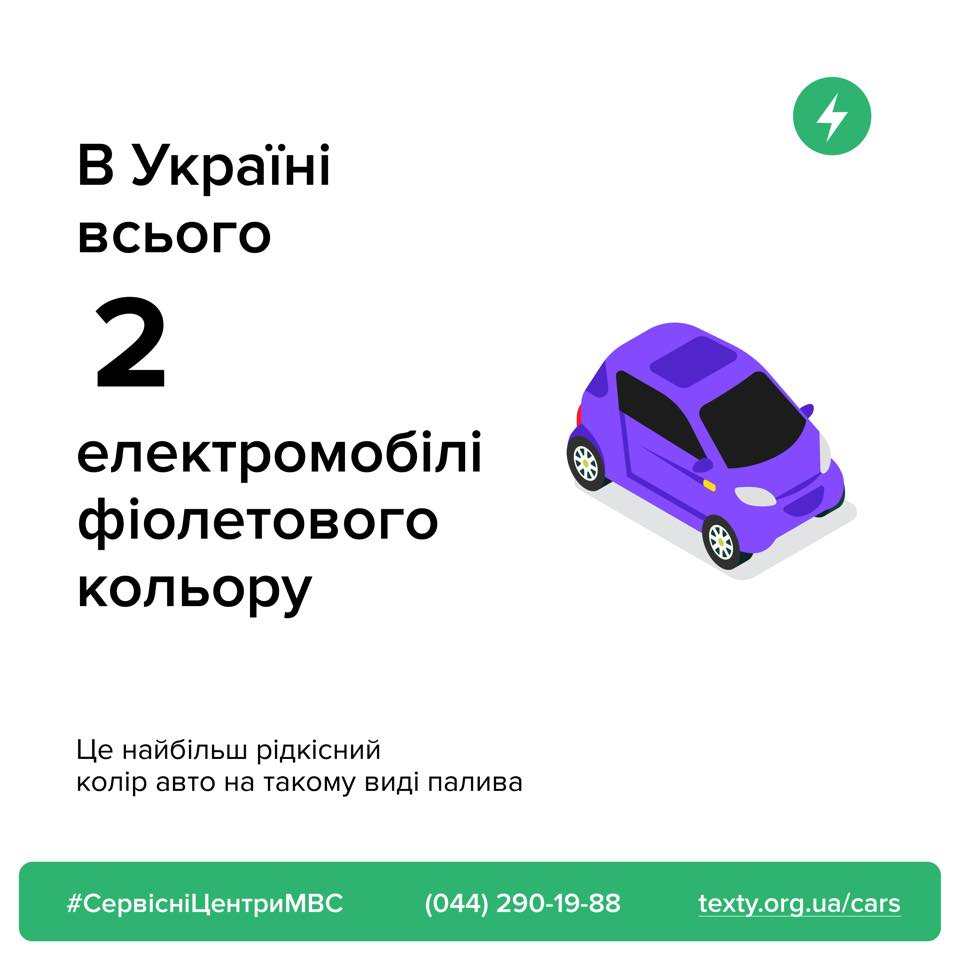 В Україні
всього
2
електромобілі
фіолетового
кольору
Це найбільш рідкісний
колір авто на такому виді палива
#СервісніЦентриМВС (044) 290-19-88 texty.org.ua/cars